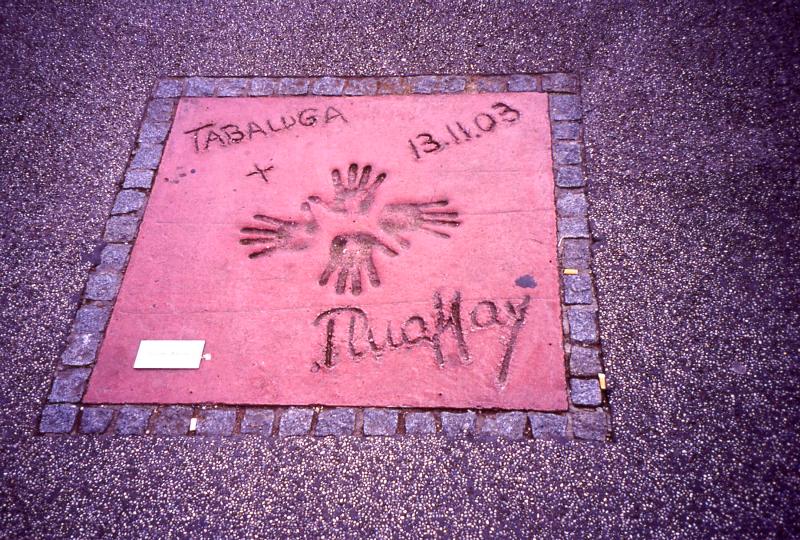 TABALUGA
+
13.11.03
Maffay